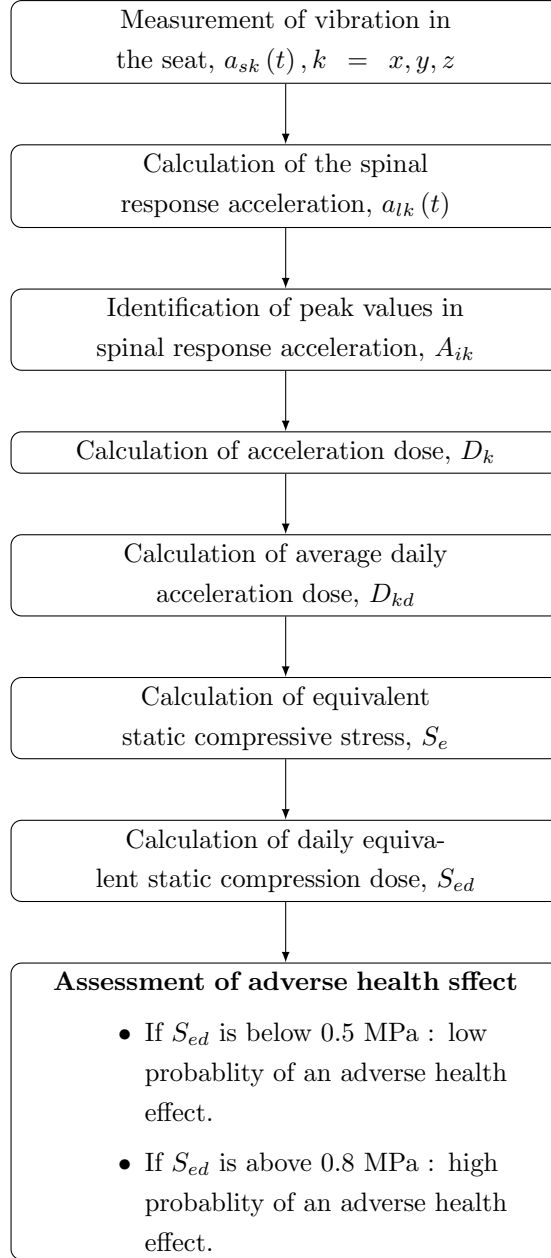 Measurement of vibration in
the seat, a_{sk}(t), k = x, y, z
Calculation of the spinal
response acceleration, a_{lk}(t)
Identification of peak values in
spinal response acceleration, A_{ik}
Calculation of acceleration dose, D_k
Calculation of average daily
acceleration dose, D_{kd}
Calculation of equivalent
static compressive stress, S_e
Calculation of daily equiva-
lent static compression dose, S_{ed}
Assessment of adverse health sffect
• If S_{ed} is below 0.5 MPa : low
probablity of an adverse health
effect.
• If S_{ed} is above 0.8 MPa : high
probablity of an adverse health
effect.